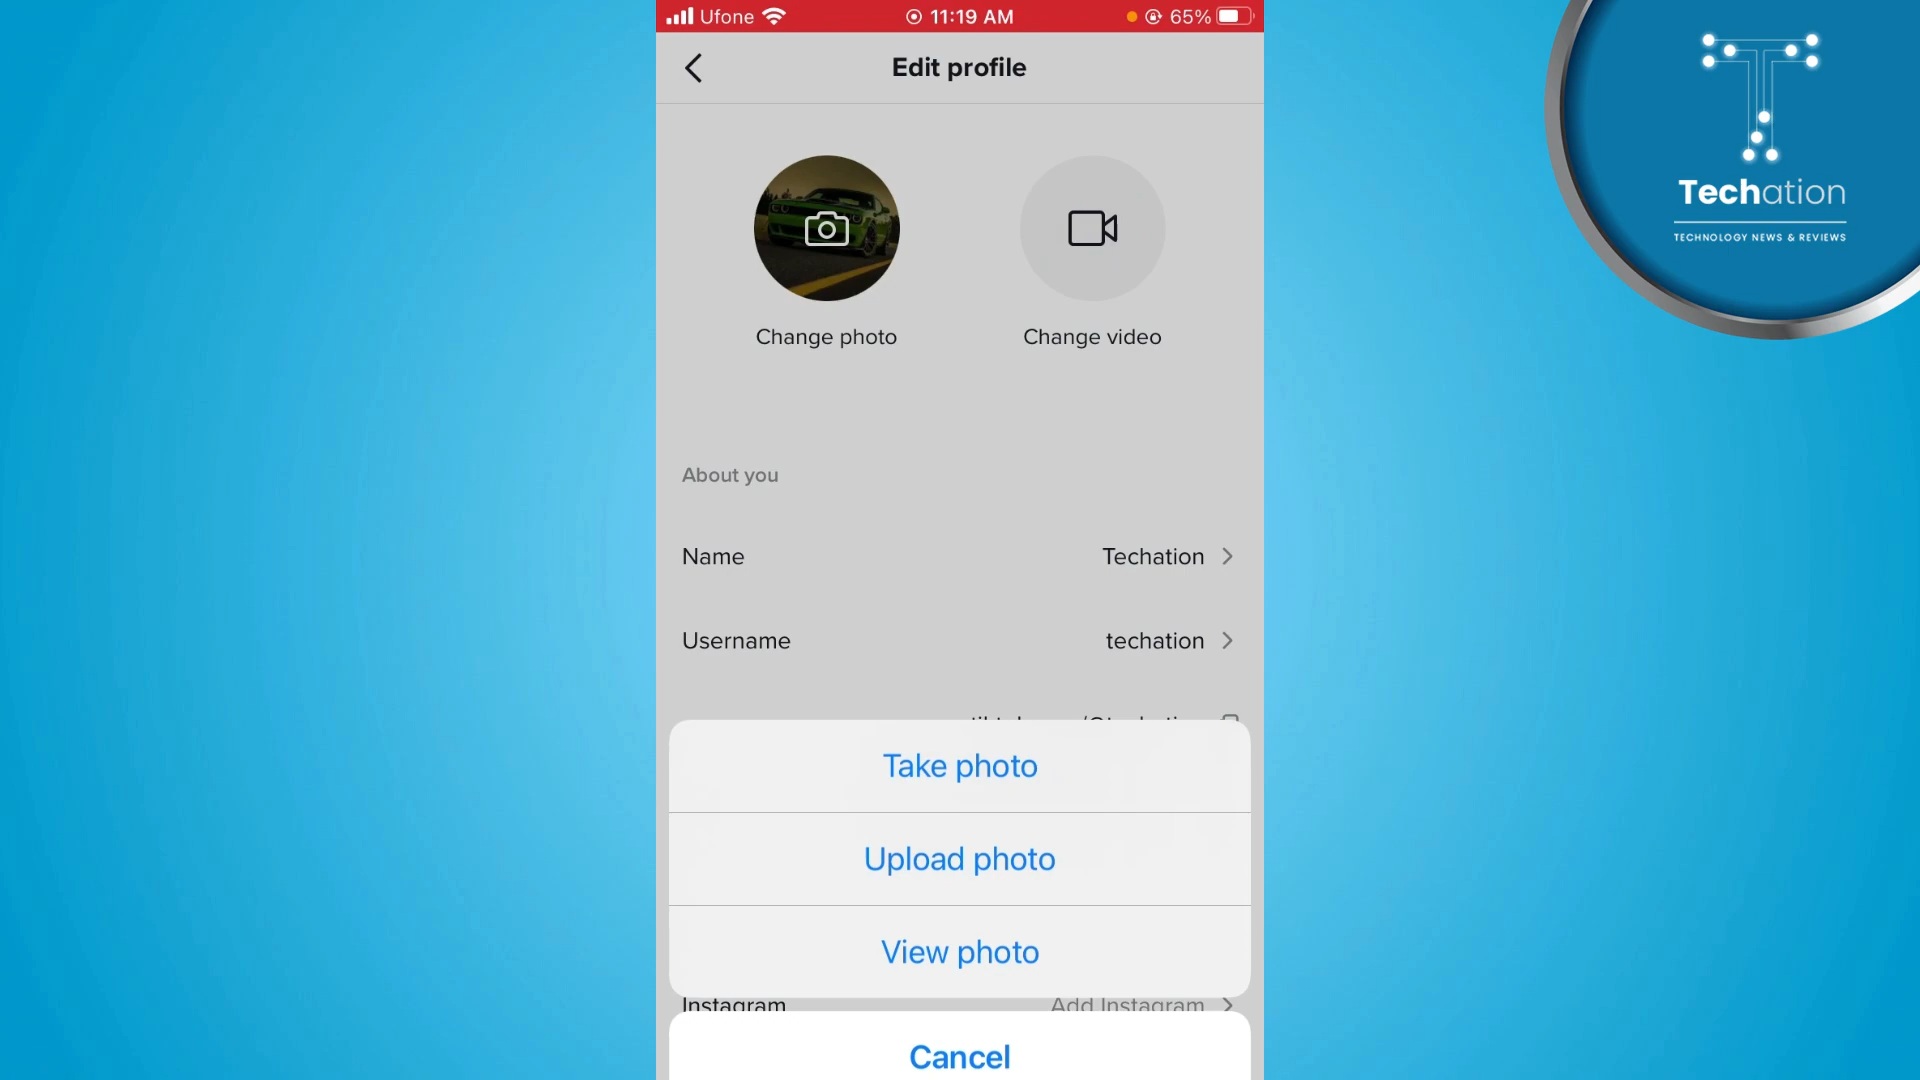 Ufone 11:19 AM 65%
Edit profile
Techation
TECHNOLOGY NEWS & REVIEWS
Change photo Change video
About you
Name Techation
Username techation
Take photo
Upload photo
View photo
Instagram Add Instagram
Cancel